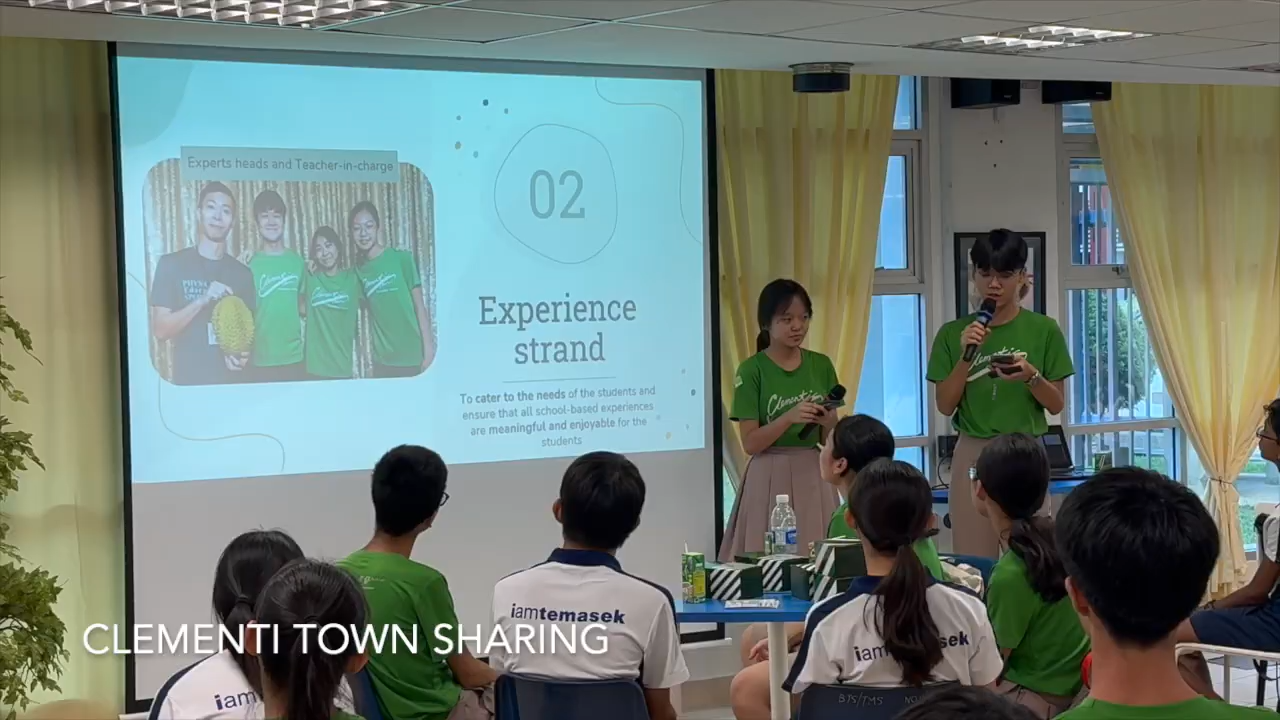 Experts heads and Teacher-in-charge
02
Experience
strand
To cater to the needs of the students and
ensure that all school-based experiences
are meaningful and enjoyable for the
students
iamtemasek
CLEMENTI TOWN SHARING